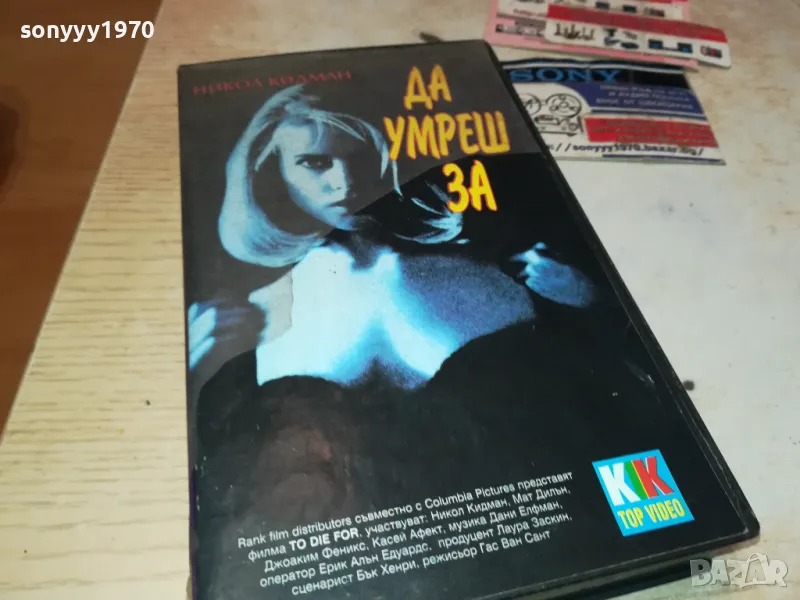 sonyyy1970
НИКОЛ КИДМАН
ДА
УМРЕШ
ЗА
SONY
://sonyyy1970.bazar.bg/
Rank film distributors съвместно с Columbia Pictures представят
филма TO DIE FOR, участват: Никол Кидман, Мат Дилън,
Джоаким Феникс, Касей Афект, музика Дани Елфман,
оператор Ерик Алън Едуардс, продуцент Лаура Заскин,
сценарист Бък Хенри, режисьор Гас Ван Сант
KK
TOP VIDEO
BAZAR